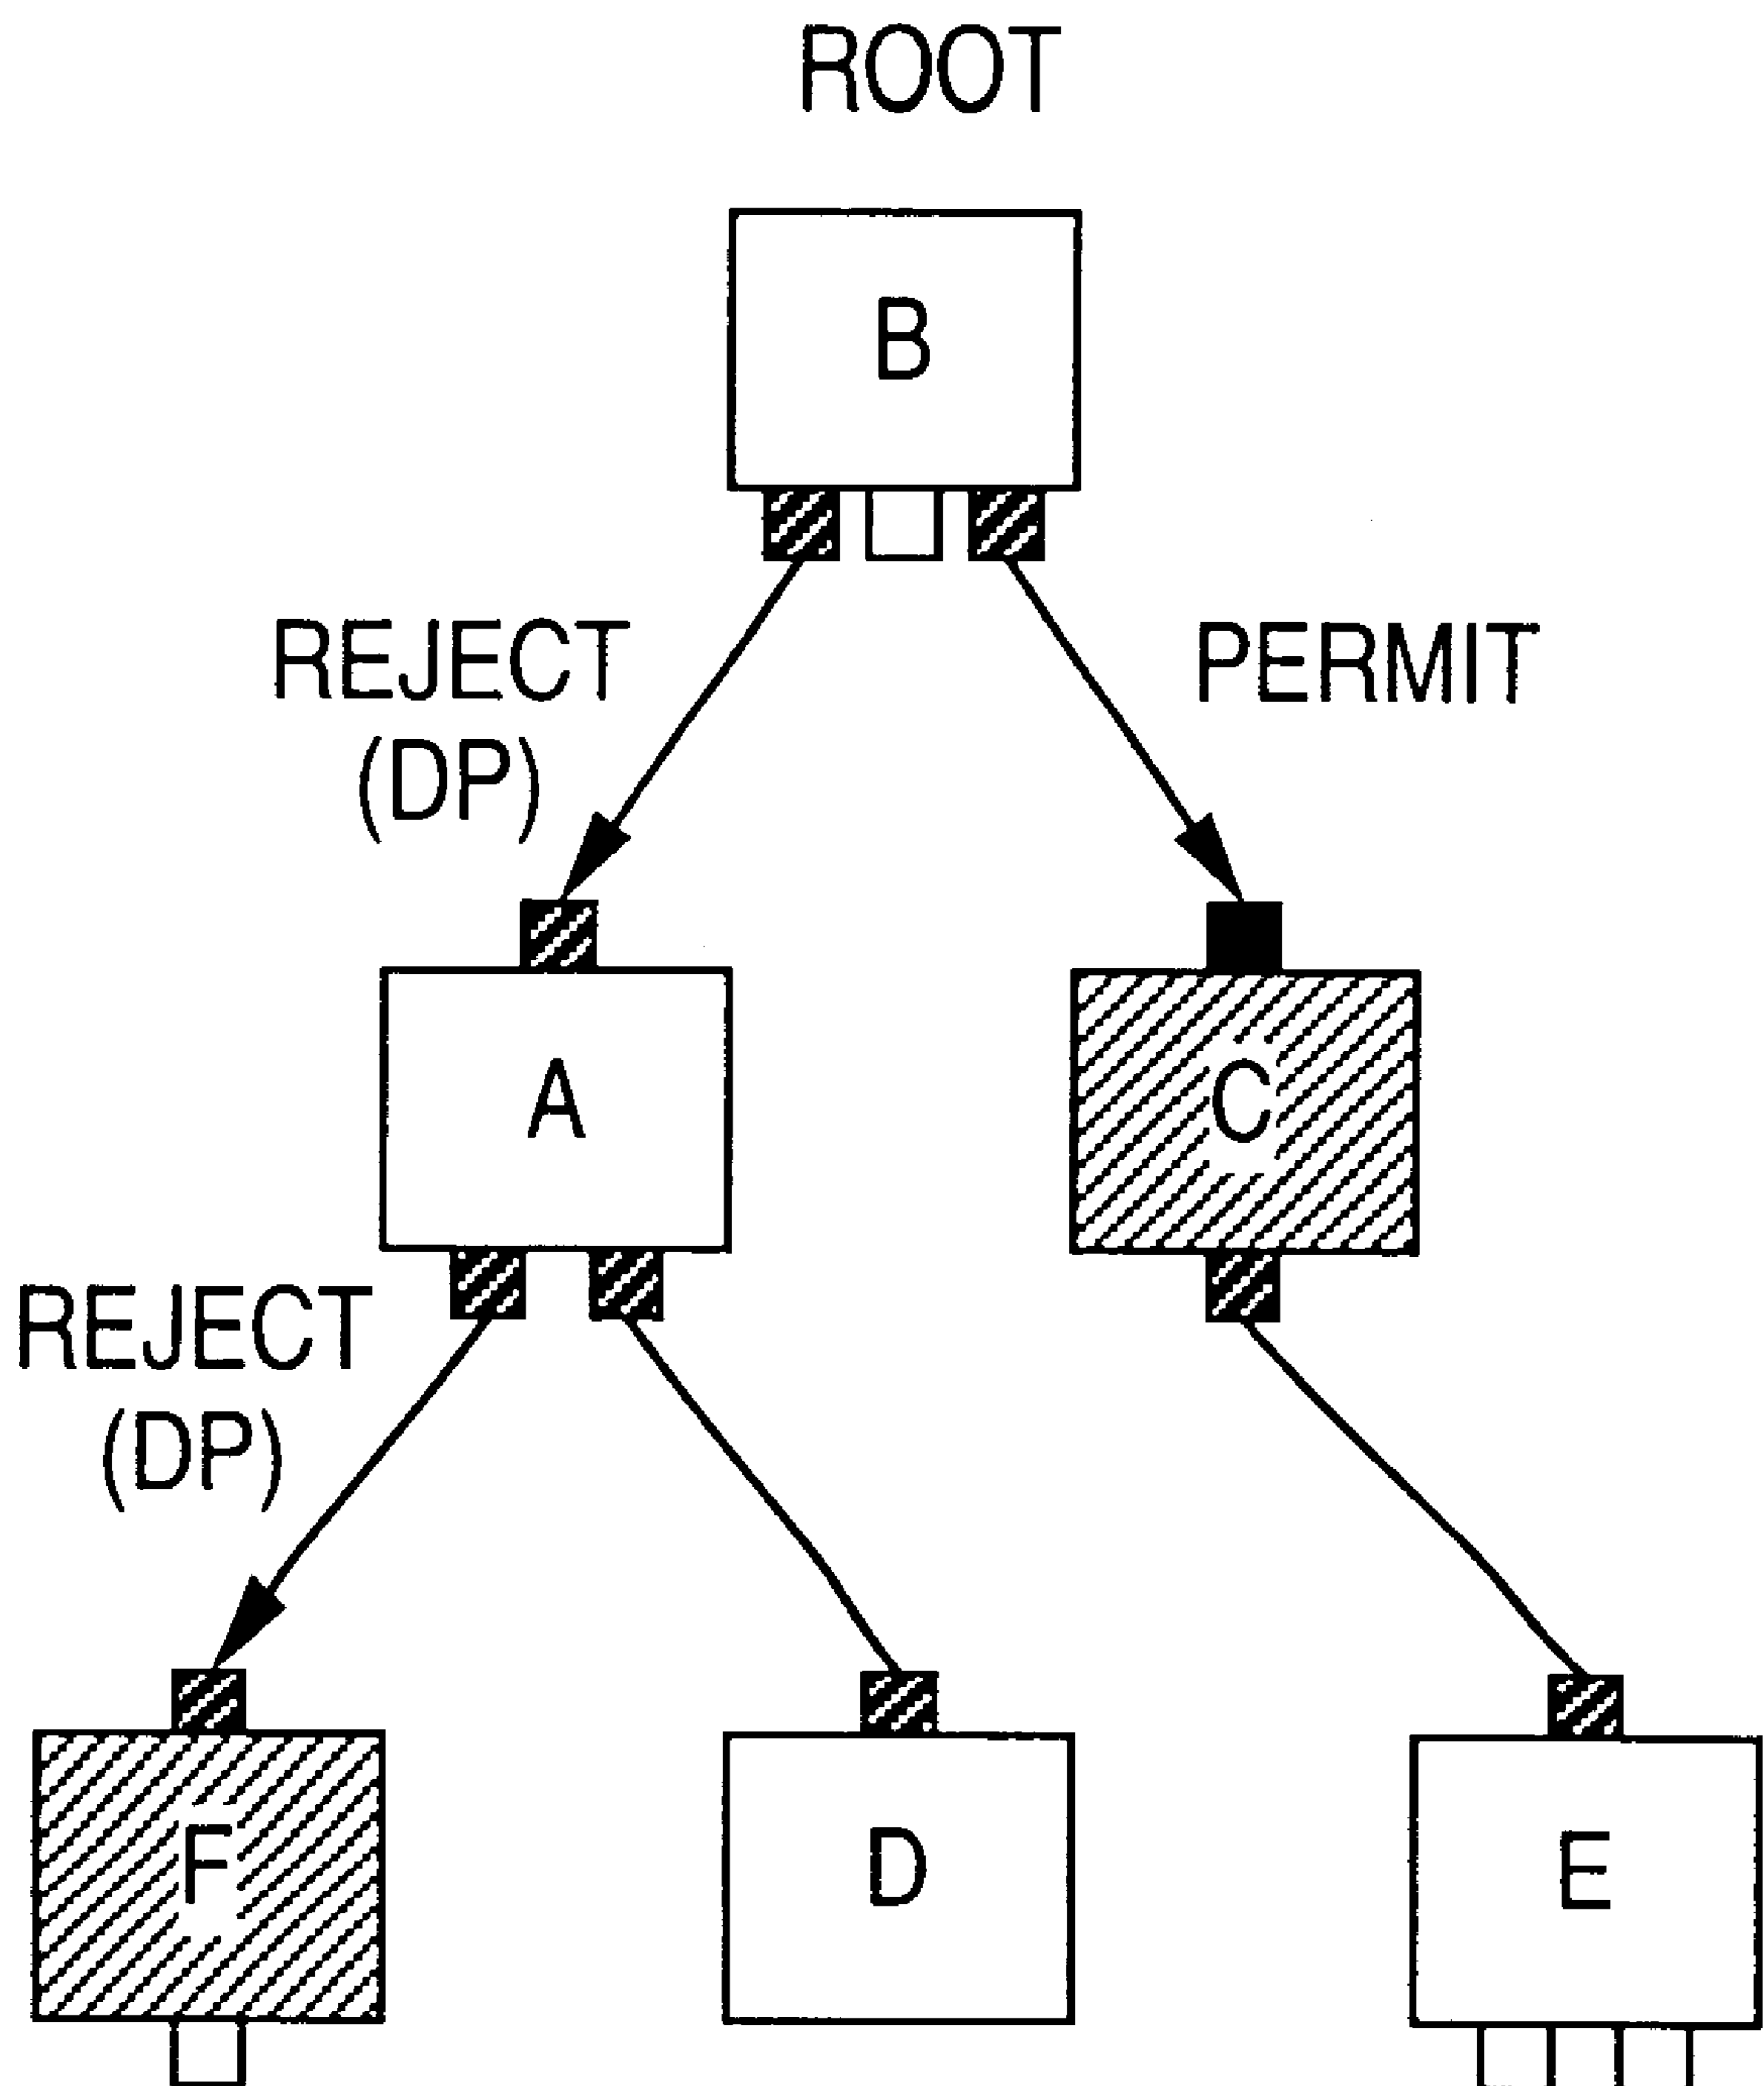 ROOT
B
REJECT
(DP)
PERMIT
A
C
REJECT
(DP)
F
D
E